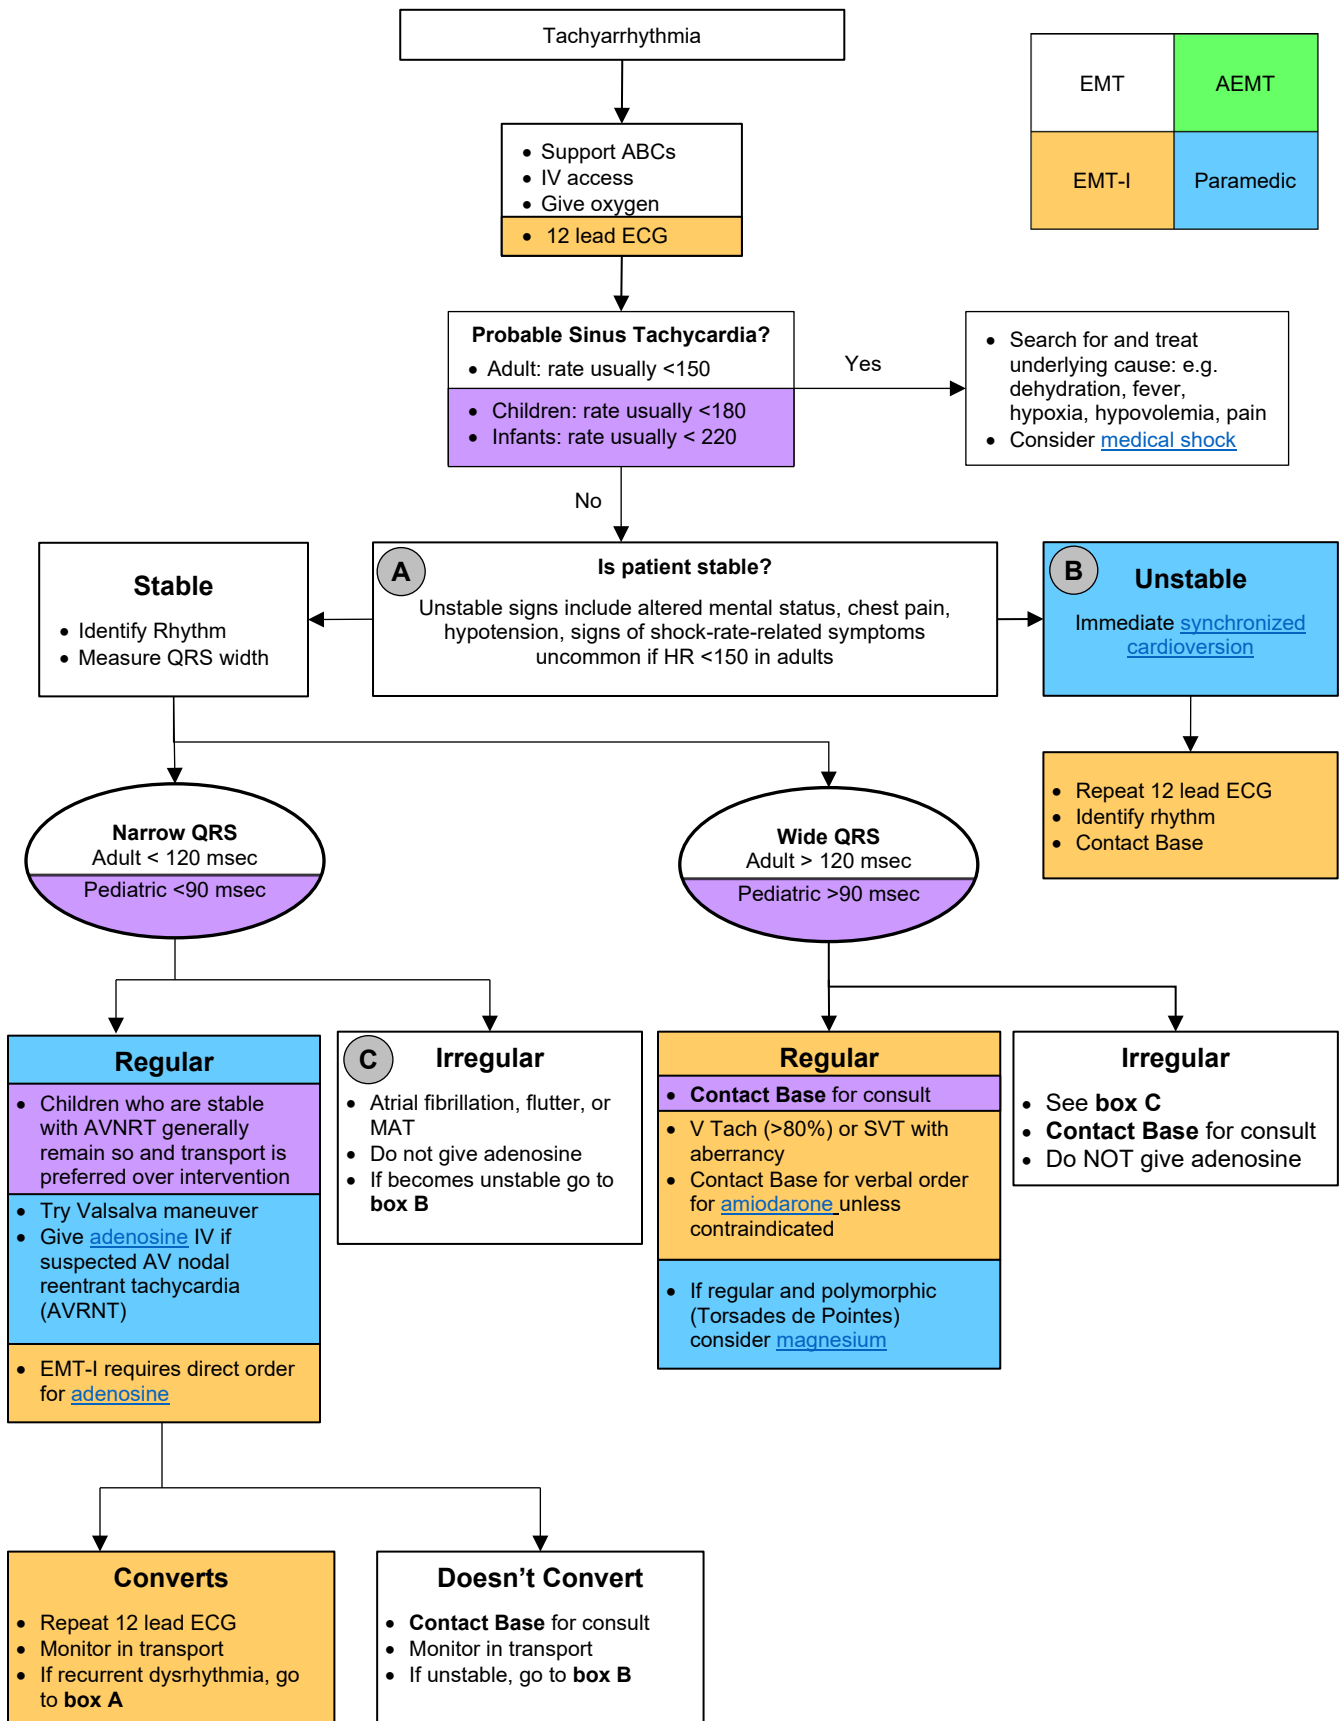 Tachyarrhythmia
EMT
AEMT
EMT-I
Paramedic
• Support ABCs
• IV access
• Give oxygen
• 12 lead ECG
Probable Sinus Tachycardia?
• Adult: rate usually <150
• Children: rate usually <180
• Infants: rate usually < 220
Yes
• Search for and treat
underlying cause: e.g.
dehydration, fever,
hypoxia, hypovolemia, pain
• Consider medical shock
No
Stable
• Identify Rhythm
• Measure QRS width
A
Is patient stable?
Unstable signs include altered mental status, chest pain,
hypotension, signs of shock-rate-related symptoms
uncommon if HR <150 in adults
B
Unstable
Immediate synchronized
cardioversion
• Repeat 12 lead ECG
• Identify rhythm
• Contact Base
Narrow QRS
Adult < 120 msec
Pediatric <90 msec
Wide QRS
Adult > 120 msec
Pediatric >90 msec
Regular
• Children who are stable
with AVNRT generally
remain so and transport is
preferred over intervention
• Try Valsalva maneuver
• Give adenosine IV if
suspected AV nodal
reentrant tachycardia
(AVRNT)
• EMT-I requires direct order
for adenosine
C
Irregular
• Atrial fibrillation, flutter, or
MAT
• Do not give adenosine
• If becomes unstable go to
box B
Regular
• Contact Base for consult
• V Tach (>80%) or SVT with
aberrancy
• Contact Base for verbal order
for amiodarone unless
contraindicated
• If regular and polymorphic
(Torsades de Pointes)
consider magnesium
Irregular
• See box C
• Contact Base for consult
• Do NOT give adenosine
Converts
• Repeat 12 lead ECG
• Monitor in transport
• If recurrent dysrhythmia, go
to box A
Doesn’t Convert
• Contact Base for consult
• Monitor in transport
• If unstable, go to box B